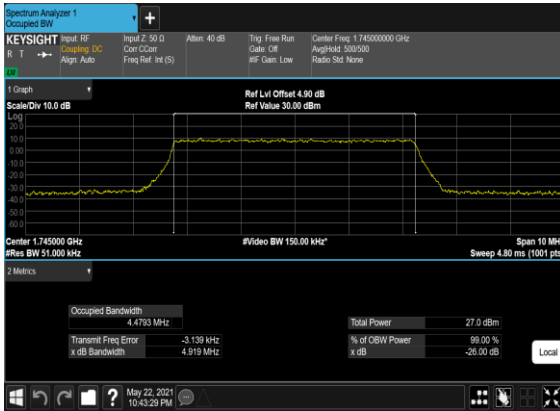 Spectrum Analyzer 1
Occupied BW
+
KEYSIGHT Input: RF Input Z: 50 Ω Atten: 40 dB Trig: Free Run Center Freq: 1.745000000 GHz
R T Coupling: DC Corr CCorr Gate: Off Avg|Hold: 500/500
Align: Auto Freq Ref: Int (S) #IF Gain: Low Radio Std: None
LXI
1 Graph
Ref Lvl Offset 4.90 dB
Scale/Div 10.0 dB Ref Value 30.00 dBm
Log
20.0
10.0
0.00
-10.0
-20.0
-30.0
-40.0
-50.0
-60.0
Center 1.745000 GHz #Video BW 150.00 kHz* Span 10 MH
#Res BW 51.000 kHz Sweep 4.80 ms (1001 pts
2 Metrics
Occupied Bandwidth
4.4793 MHz
Total Power 27.0 dBm
Transmit Freq Error -3.139 kHz % of OBW Power 99.00 %
x dB Bandwidth 4.919 MHz x dB -26.00 dB
Local
? May 22, 2021
10:43:29 PM